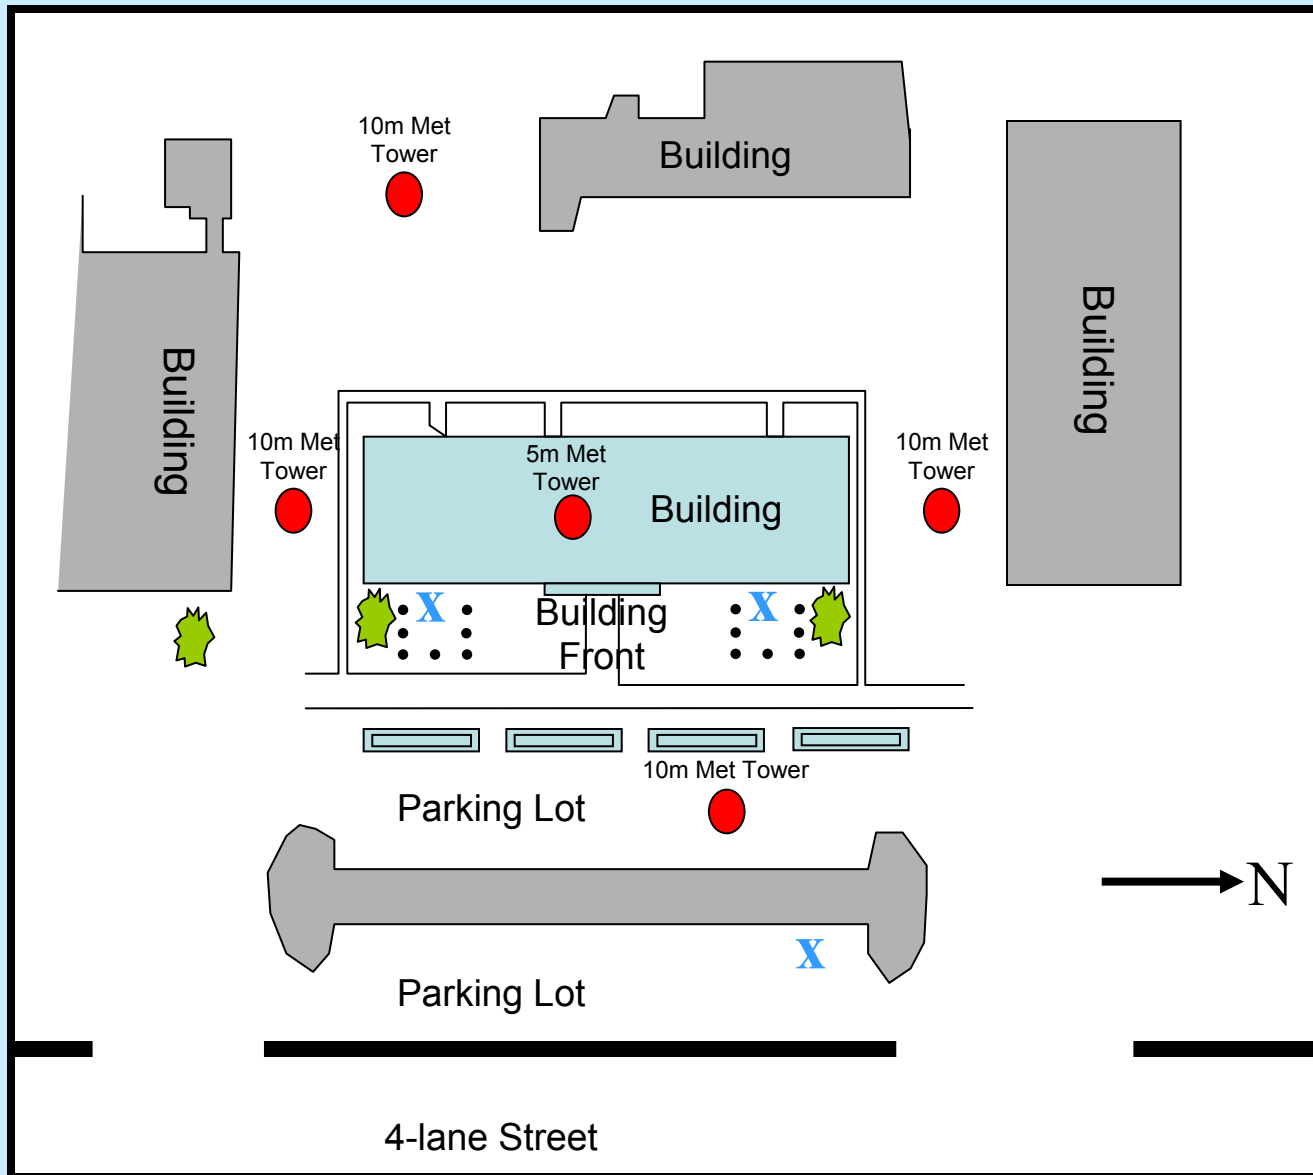 10m Met
Tower
Building
Building
Building
10m Met
Tower
5m Met
Tower
Building
10m Met
Tower
X
X
Building
Front
10m Met Tower
Parking Lot
N
X
Parking Lot
4-lane Street